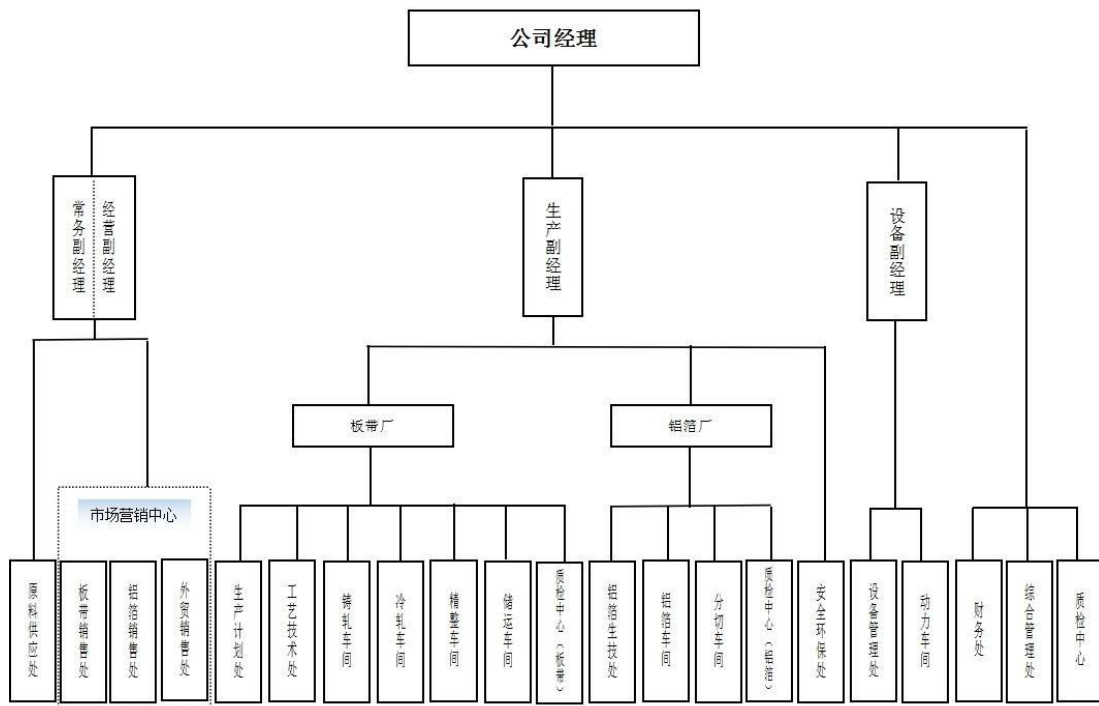 公司经理
常务副经理
经营副经理
生产副经理
设备副经理
板带厂
铝箔厂
市场营销中心
原料供应处
板带销售处
铝箔销售处
外贸销售处
生产计划处
工艺技术处
铸轧车间
冷轧车间
精整车间
储运车间
质检中心（板带）
铝箔生技处
铝箔车间
分切车间
质检中心（铝箔）
安全环保处
设备管理处
动力车间
财务处
综合管理处
质检中心